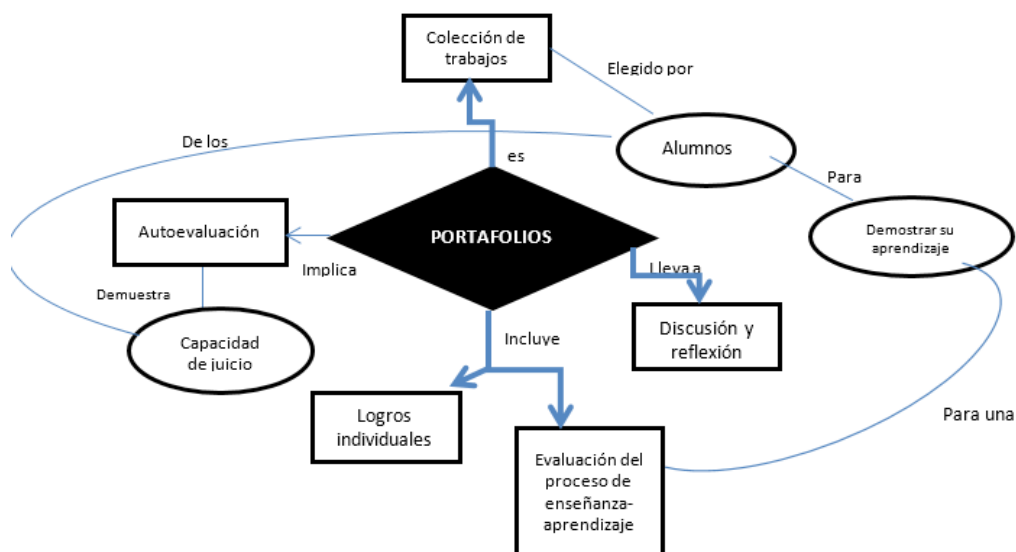 Colección de
trabajos
Elegido por
De los
Alumnos
es
Para
Autoevaluación
PORTAFOLIOS
Demostrar su
aprendizaje
Implica
Lleva a
Demuestra
Capacidad
de juicio
Incluye
Discusión y
reflexión
Logros
individuales
Para una
Evaluación del
proceso de
enseñanza-
aprendizaje